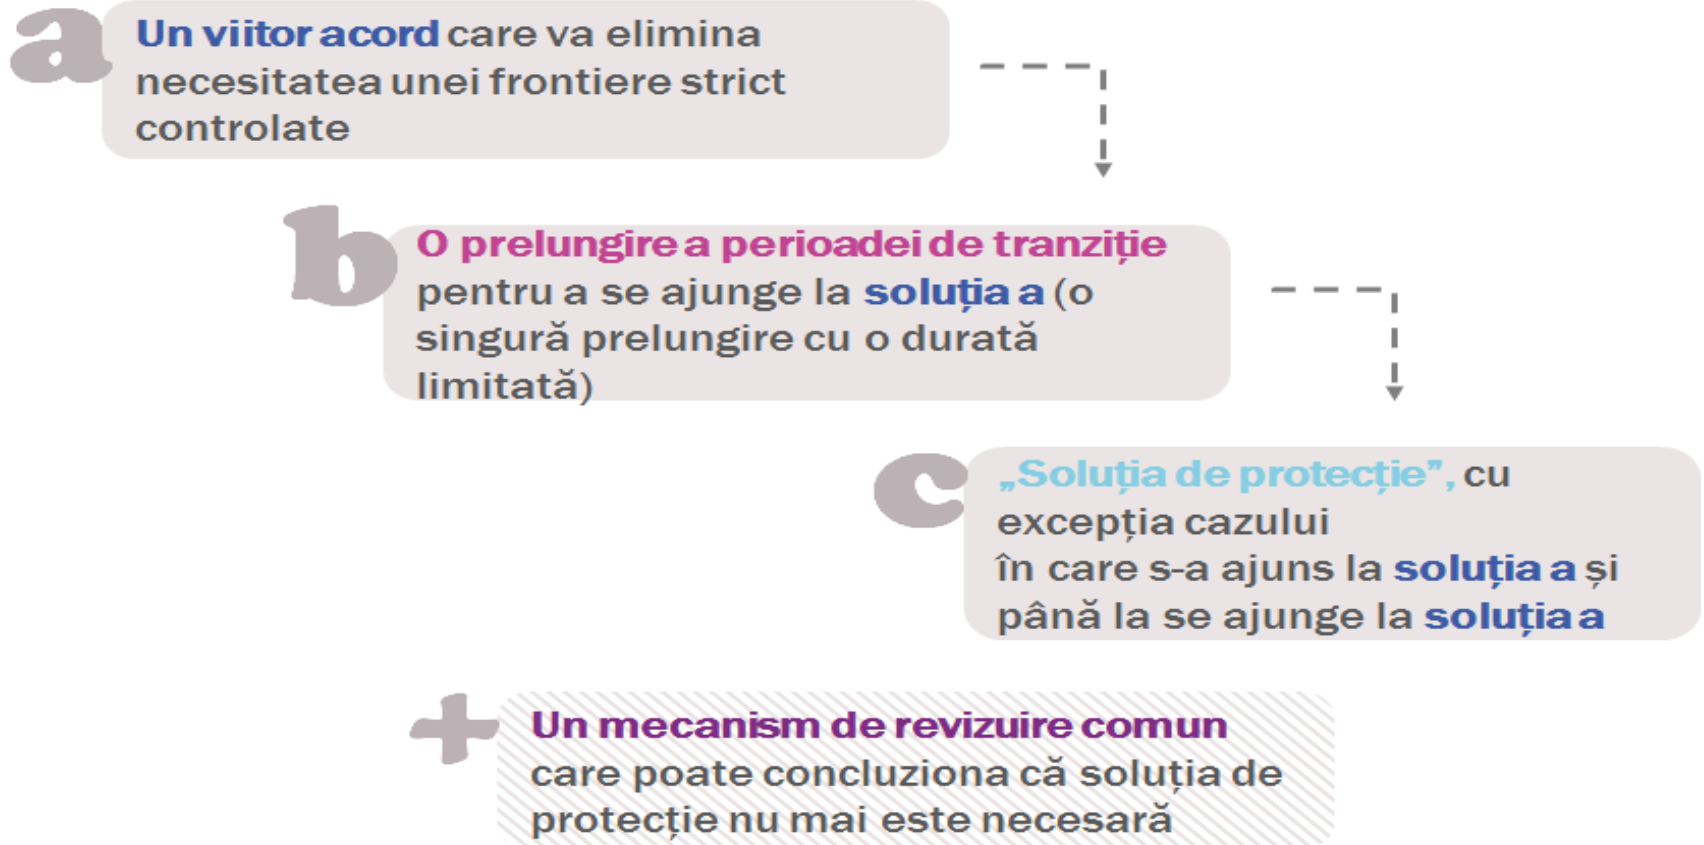 a
Un viitor acord care va elimina
necesitatea unei frontiere strict
controlate
b
O prelungire a perioadei de tranziție
pentru a se ajunge la soluția a (o
singură prelungire cu o durată
limitată)
c
„Soluția de protecție”, cu
excepția cazului
în care s-a ajuns la soluția a și
până la se ajunge la soluția a
+
Un mecanism de revizuire comun
care poate concluziona că soluția de
protecție nu mai este necesară